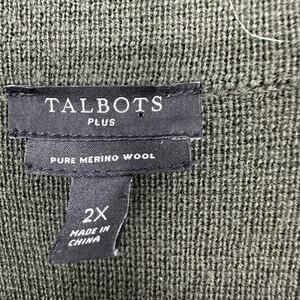 TALBOTS
PLUS
PURE MERINO WOOL
2X
MADE IN
CHINA